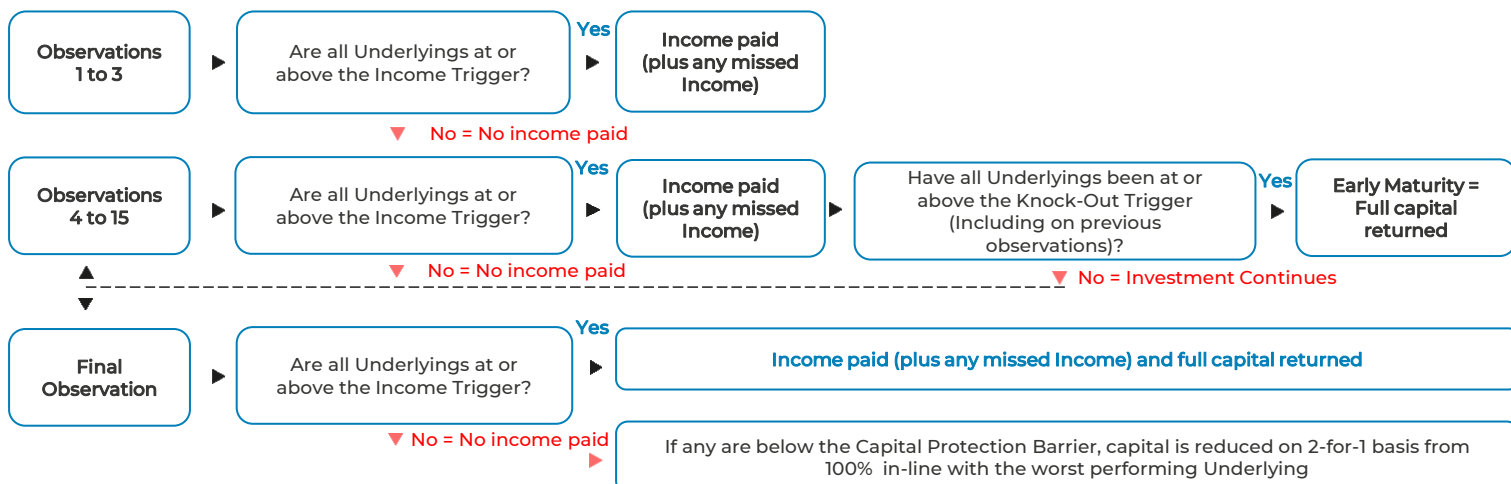 Observations
1 to 3
Are all Underlyings at or
above the Income Trigger?
Yes
Income paid
(plus any missed
Income)
No = No income paid
Observations
4 to 15
Are all Underlyings at or
above the Income Trigger?
Yes
Income paid
(plus any missed
Income)
Have all Underlyings been at or
above the Knock-Out Trigger
(Including on previous
observations)?
Yes
Early Maturity =
Full capital
returned
No = No income paid
No = Investment Continues
Final
Observation
Are all Underlyings at or
above the Income Trigger?
Yes
Income paid (plus any missed Income) and full capital returned
No = No income paid
If any are below the Capital Protection Barrier, capital is reduced on 2-for-1 basis from
100% in-line with the worst performing Underlying